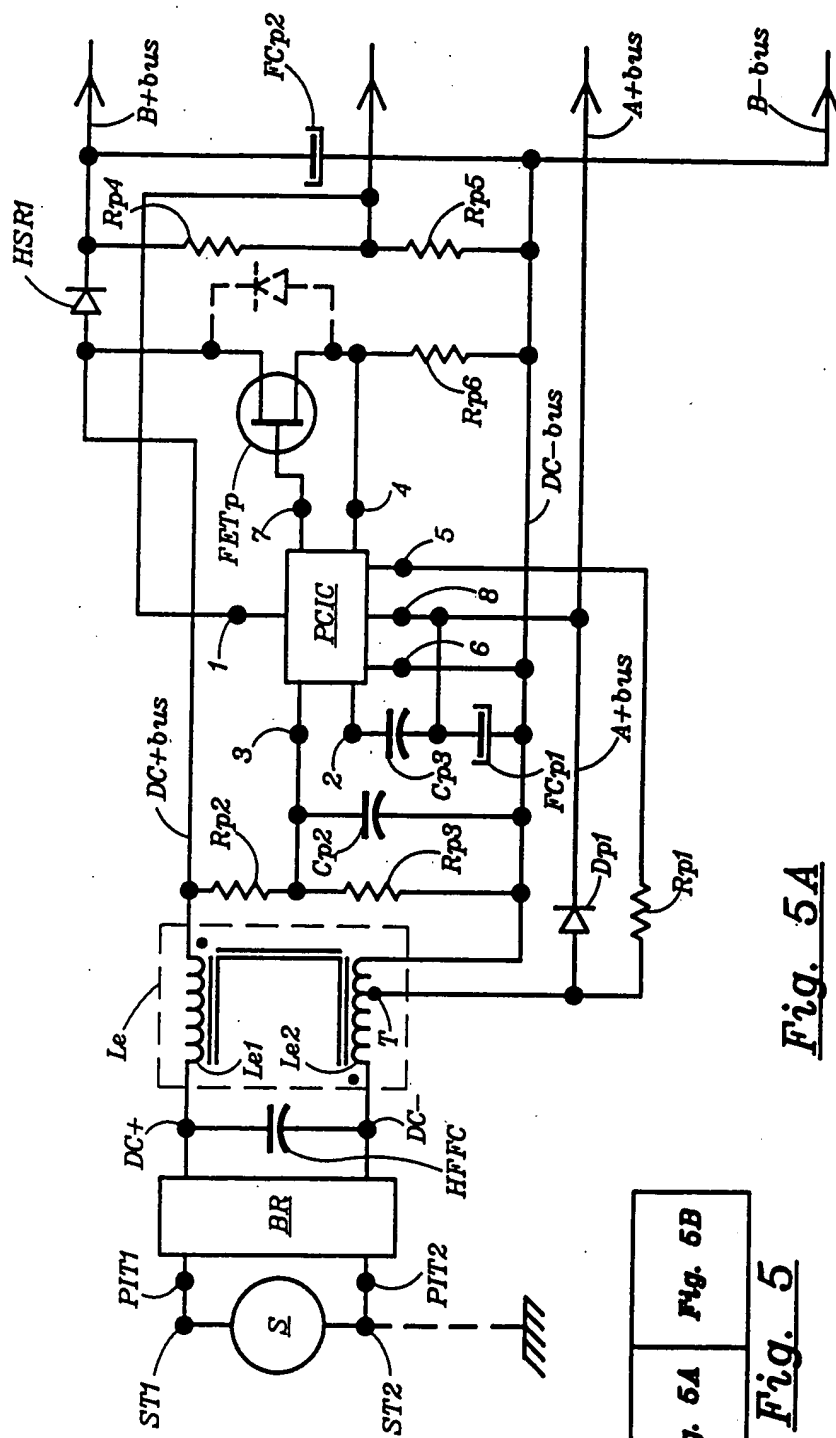 ST1
S
ST2
PIT1
PIT2
BR
DC+
HFFC
DC-
Le
Le1
Le2
T
DC+bus
Rp2
Rp3
Cp2
3
2
Cp3
FCp1
1
PCIC
6
8
5
7
4
FETp
Rp6
HSR1
Rp4
Rp5
FCp2
B+bus
A+bus
B-bus
DC-bus
A+bus
Dp1
Rp1
Fig. 5A
g. 5A
Fig. 5B
Fig. 5